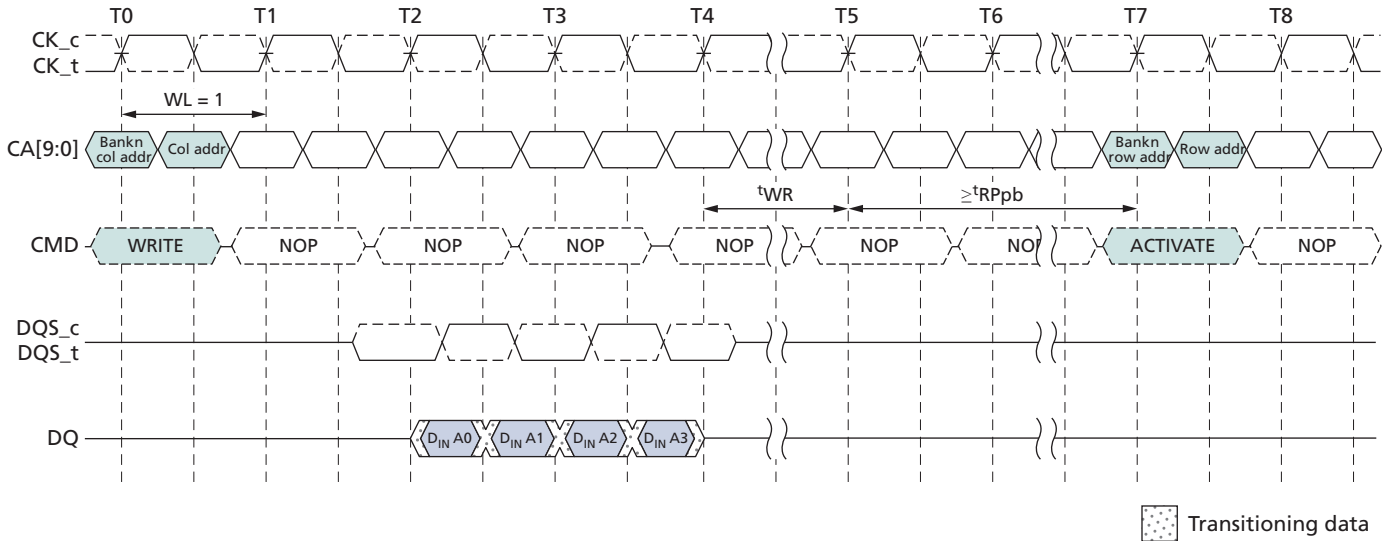 T0 T1 T2 T3 T4 T5 T6 T7 T8
CK_c
CK_t
WL = 1
CA[9:0]
Bankn
col addr
Col addr
Bankn
row addr
Row addr
tWR
≥tRPpb
CMD
WRITE NOP NOP NOP NOP NOP NOP ACTIVATE NOP
DQS_c
DQS_t
DQ
DIN A0 DIN A1 DIN A2 DIN A3
Transitioning data